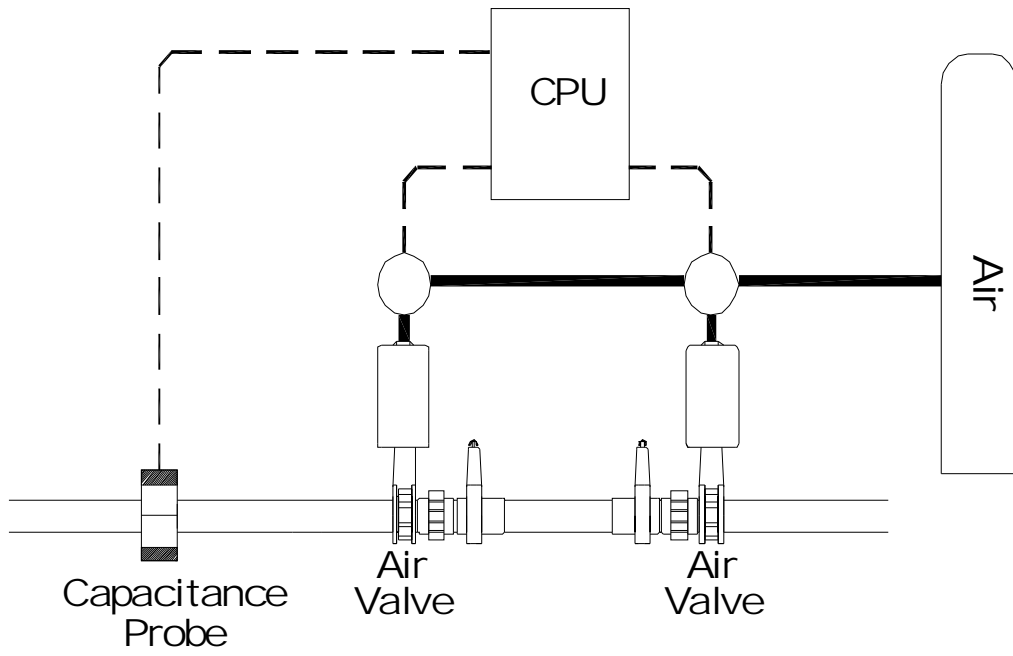 CPU
Air
Air
Valve
Air
Valve
Capacitance
Probe